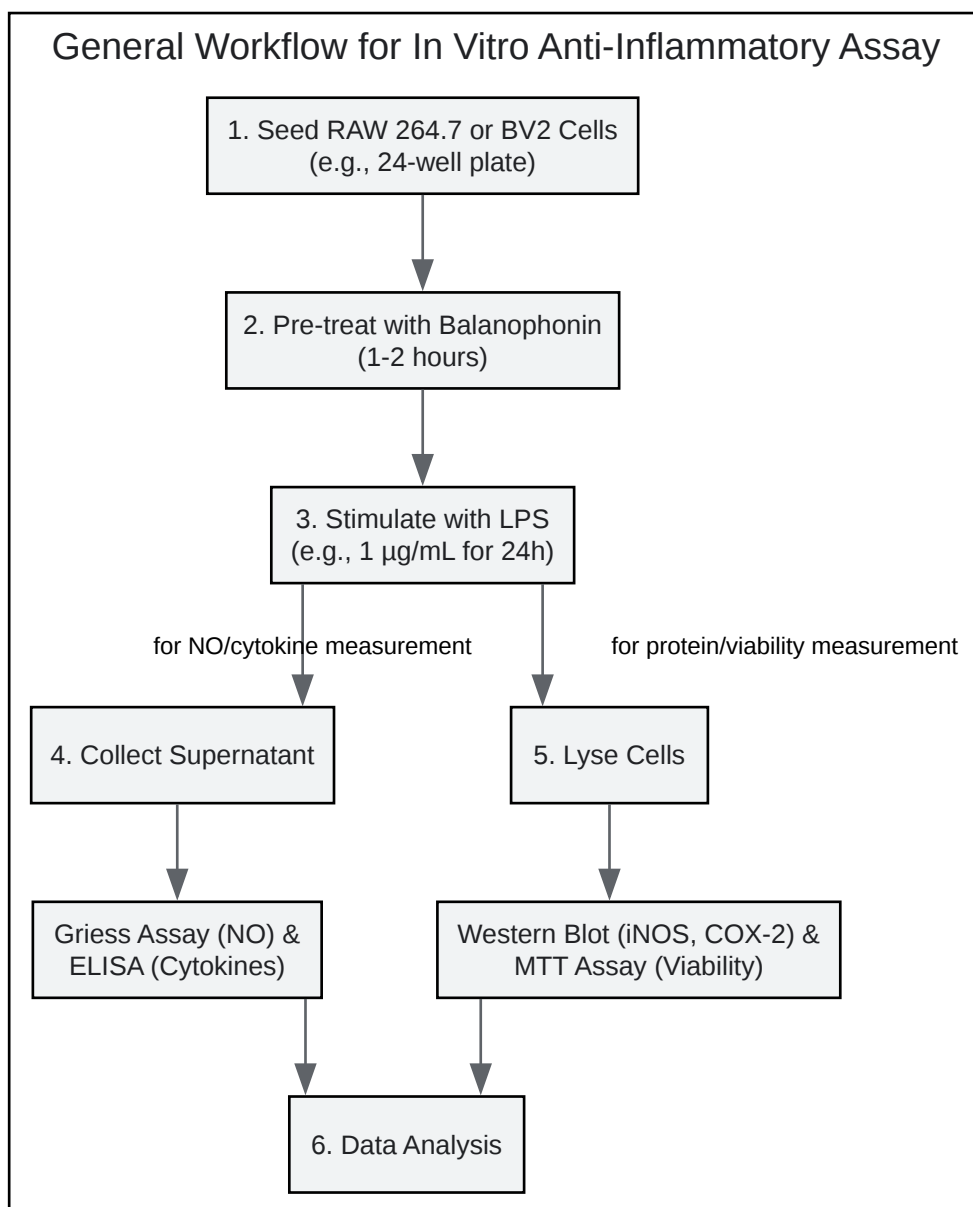 General Workflow for In Vitro Anti-Inflammatory Assay
1. Seed RAW 264.7 or BV2 Cells
(e.g., 24-well plate)
2. Pre-treat with Balanophonin
(1-2 hours)
3. Stimulate with LPS
(e.g., 1 µg/mL for 24h)
for NO/cytokine measurement
for protein/viability measurement
4. Collect Supernatant
5. Lyse Cells
Griess Assay (NO) &
ELISA (Cytokines)
Western Blot (iNOS, COX-2) &
MTT Assay (Viability)
6. Data Analysis